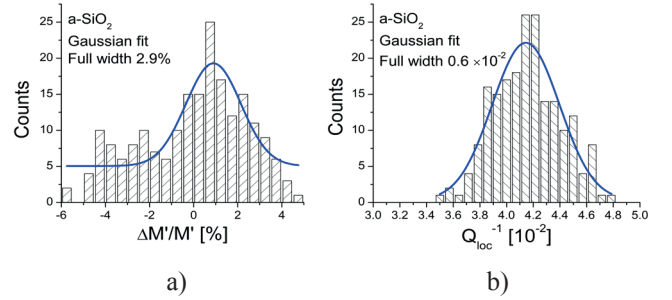 a-SiO₂
Gaussian fit
Full width 2.9%
Counts
25
20
15
10
5
0
-6 -4 -2 0 2 4
ΔM'/M' [%]
a)
a-SiO₂
Gaussian fit
Full width 0.6 ×10⁻²
Counts
25
20
15
10
5
0
3.0 3.2 3.4 3.6 3.8 4.0 4.2 4.4 4.6 4.8 5.0
Q_loc⁻¹ [10⁻²]
b)